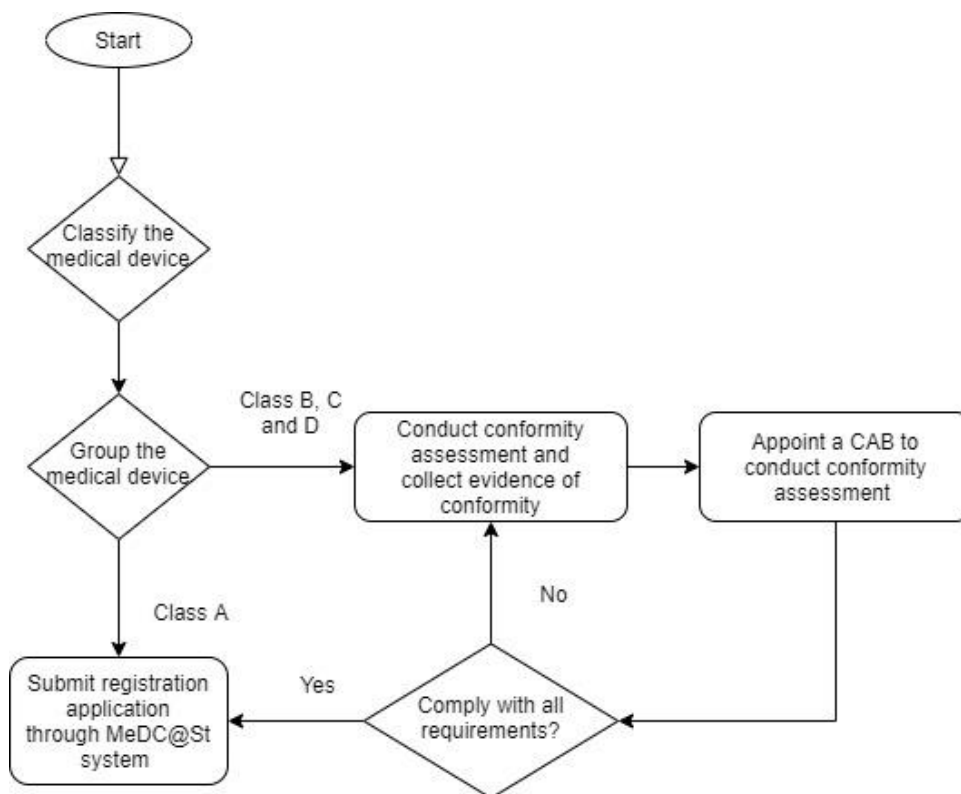 Start
Classify the
medical device
Group the
medical device
Class B, C
and D
Conduct conformity
assessment and
collect evidence of
conformity
Appoint a CAB to
conduct conformity
assessment
Class A
No
Submit registration
application
through MeDC@St
system
Yes
Comply with all
requirements?